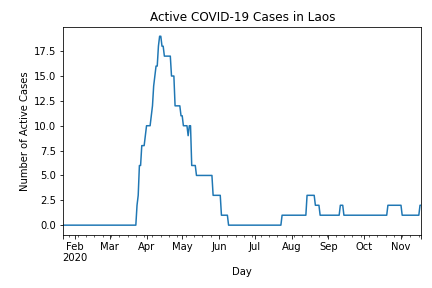 Active COVID-19 Cases in Laos
Number of Active Cases
17.5
15.0
12.5
10.0
7.5
5.0
2.5
0.0
Feb Mar Apr May Jun Jul Aug Sep Oct Nov
2020
Day